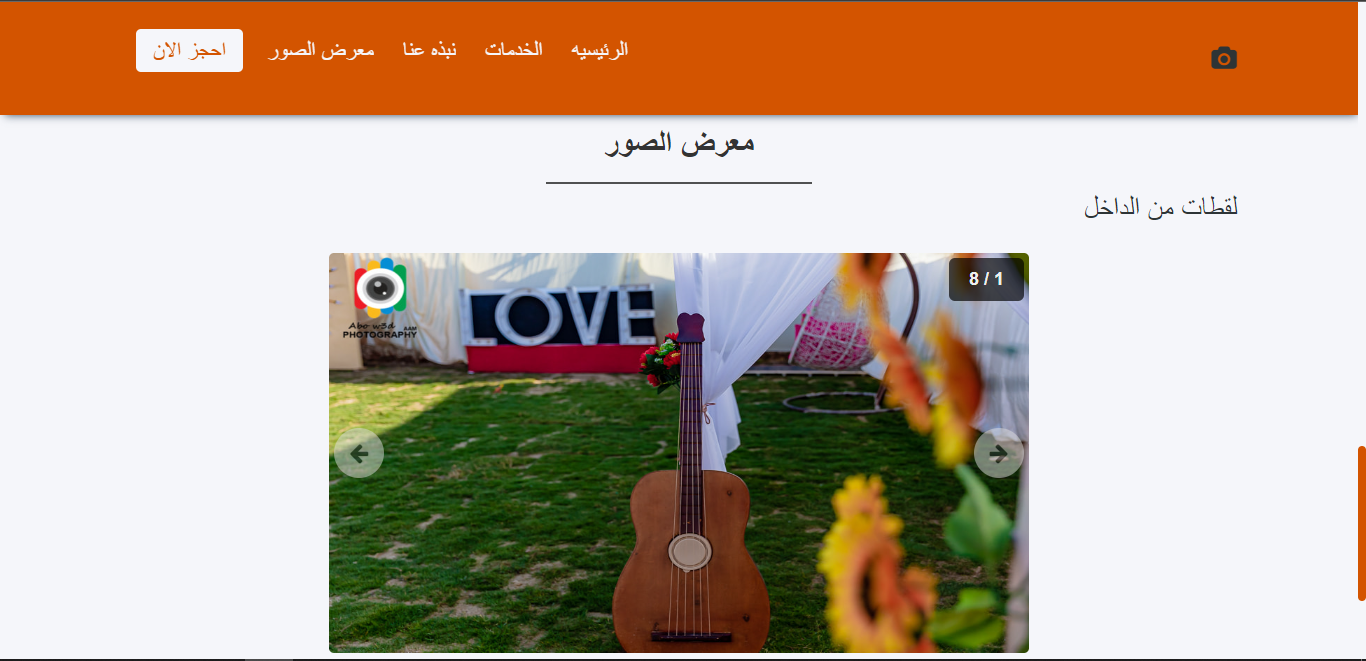 الرئيسيه
الخدمات
نبذه عنا
معرض الصور
احجز الان
معرض الصور
لقطات من الداخل
8 / 1
LOVE
Abo w3d
AAM
PHOTOGRAPHY